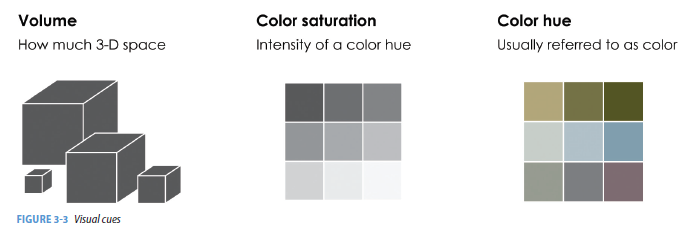 Volume
How much 3-D space
Color saturation
Intensity of a color hue
Color hue
Usually referred to as color
FIGURE 3-3 Visual cues